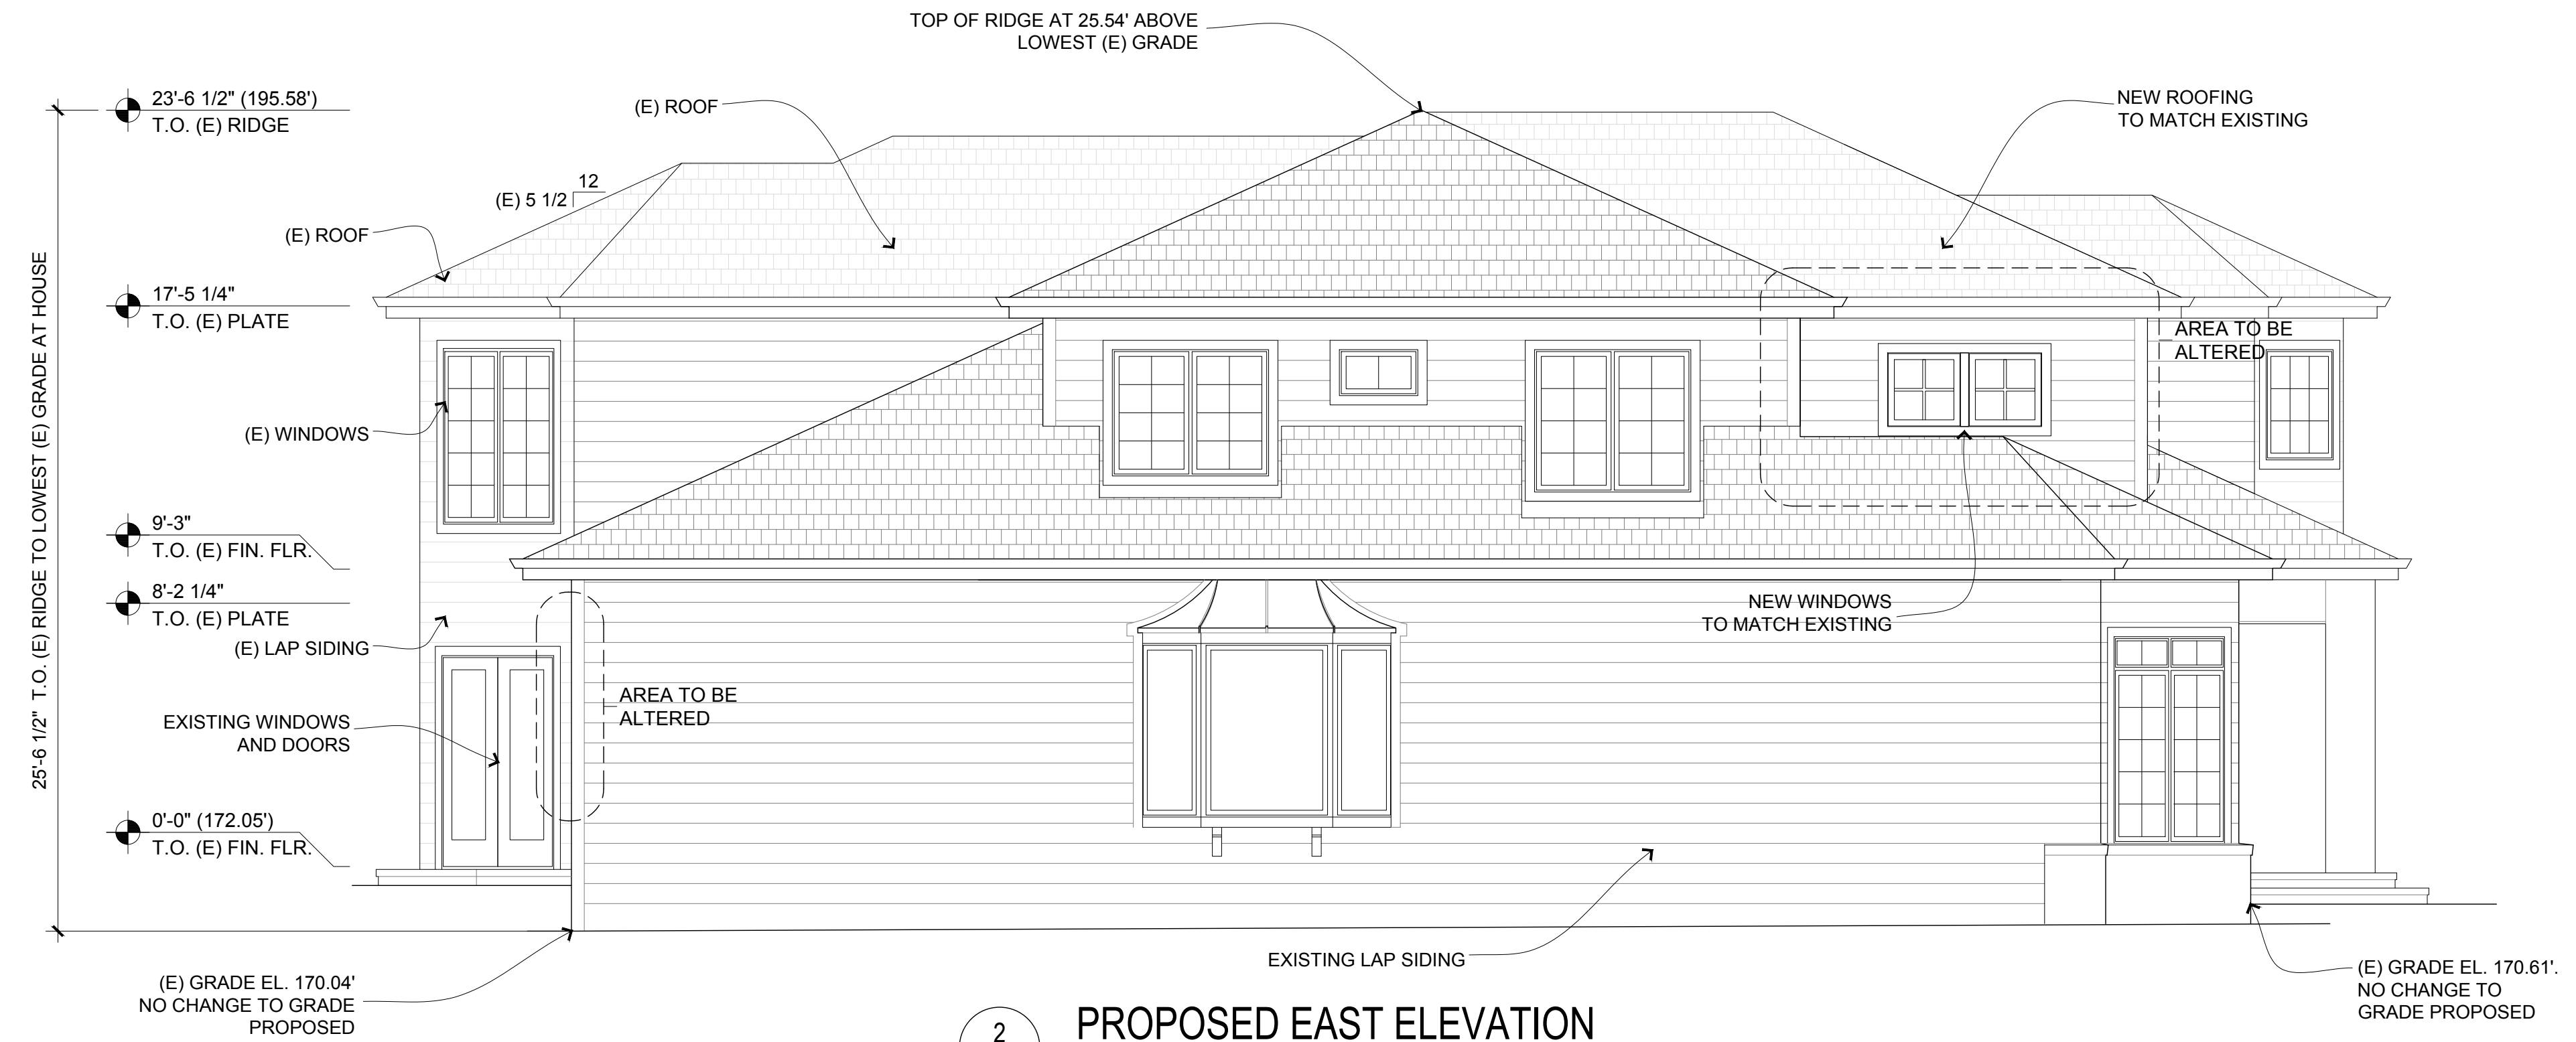 TOP OF RIDGE AT 25.54' ABOVE
LOWEST (E) GRADE
23'-6 1/2" (195.58')
T.O. (E) RIDGE
(E) ROOF
NEW ROOFING
TO MATCH EXISTING
12
(E) 5 1/2
(E) ROOF
17'-5 1/4"
T.O. (E) PLATE
AREA TO BE
ALTERED
(E) WINDOWS
9'-3"
T.O. (E) FIN. FLR.
8'-2 1/4"
T.O. (E) PLATE
(E) LAP SIDING
NEW WINDOWS
TO MATCH EXISTING
AREA TO BE
ALTERED
EXISTING WINDOWS
AND DOORS
0'-0" (172.05')
T.O. (E) FIN. FLR.
25'-6 1/2" T.O. (E) RIDGE TO LOWEST (E) GRADE AT HOUSE
EXISTING LAP SIDING
(E) GRADE EL. 170.04'
NO CHANGE TO GRADE
PROPOSED
(E) GRADE EL. 170.61'.
NO CHANGE TO
GRADE PROPOSED
2
PROPOSED EAST ELEVATION